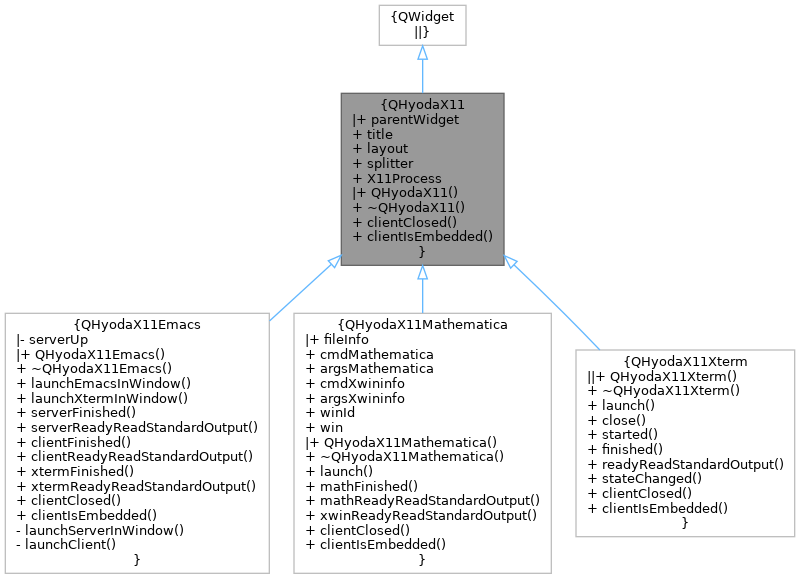 {QWidget
||}
{QHyodaX11
|+ parentWidget
+ title
+ layout
+ splitter
+ X11Process
|+ QHyodaX11()
+ ~QHyodaX11()
+ clientClosed()
+ clientIsEmbedded()
}
{QHyodaX11Emacs
|- serverUp
|+ QHyodaX11Emacs()
+ ~QHyodaX11Emacs()
+ launchEmacsInWindow()
+ launchXtermInWindow()
+ serverFinished()
+ serverReadyReadStandardOutput()
+ clientFinished()
+ clientReadyReadStandardOutput()
+ xtermFinished()
+ xtermReadyReadStandardOutput()
+ clientClosed()
+ clientIsEmbedded()
- launchServerInWindow()
- launchClient()
}
{QHyodaX11Mathematica
|+ fileInfo
+ cmdMathematica
+ argsMathematica
+ cmdXwininfo
+ argsXwininfo
+ winId
+ win
|+ QHyodaX11Mathematica()
+ ~QHyodaX11Mathematica()
+ launch()
+ mathFinished()
+ mathReadyReadStandardOutput()
+ xwinReadyReadStandardOutput()
+ clientClosed()
+ clientIsEmbedded()
}
{QHyodaX11Xterm
||+ QHyodaX11Xterm()
+ ~QHyodaX11Xterm()
+ launch()
+ close()
+ started()
+ finished()
+ readyReadStandardOutput()
+ stateChanged()
+ clientClosed()
+ clientIsEmbedded()
}